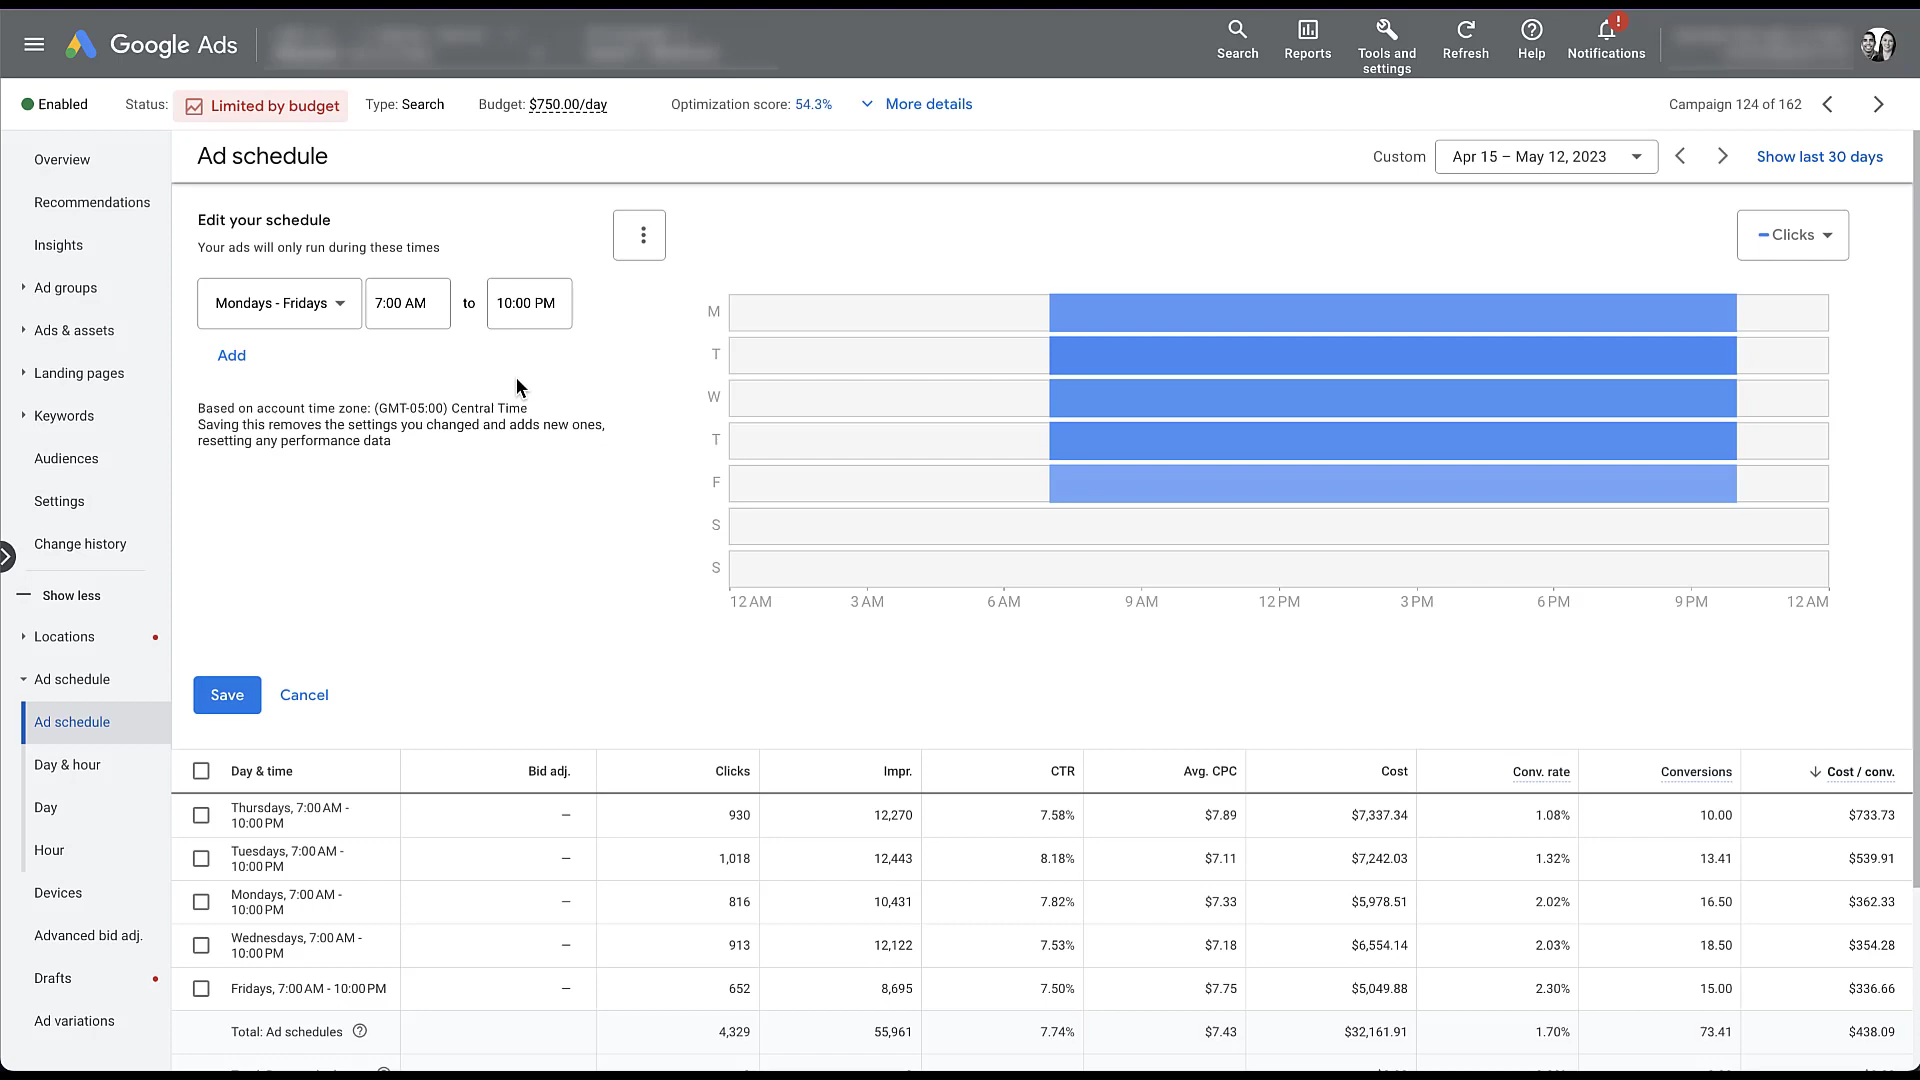 Google Ads
Search
Reports
Tools and
settings
Refresh
Help
!
Notifications
Enabled
Status: Limited by budget
Type: Search
Budget: $750.00/day
Optimization score: 54.3%
More details
Campaign 124 of 162
Overview
Recommendations
Insights
Ad groups
Ads & assets
Landing pages
Keywords
Audiences
Settings
Change history
Show less
Locations
Ad schedule
Ad schedule
Day & hour
Day
Hour
Devices
Advanced bid adj.
Drafts
Ad variations
Ad schedule
Custom
Apr 15 – May 12, 2023
Show last 30 days
Edit your schedule
Your ads will only run during these times
Mondays - Fridays 7:00 AM to 10:00 PM
Add
Based on account time zone: (GMT-05:00) Central Time
Saving this removes the settings you changed and adds new ones,
resetting any performance data
Clicks
M
T
W
T
F
S
S
12 AM 3 AM 6 AM 9 AM 12 PM 3 PM 6 PM 9 PM 12 AM
Save Cancel
Day & time Bid adj. Clicks Impr. CTR Avg. CPC Cost Conv. rate Conversions Cost / conv.
Thursdays, 7:00 AM -
10:00 PM — 930 12,270 7.58% $7.89 $7,337.34 1.08% 10.00 $733.73
Tuesdays, 7:00 AM -
10:00 PM — 1,018 12,443 8.18% $7.11 $7,242.03 1.32% 13.41 $539.91
Mondays, 7:00 AM -
10:00 PM — 816 10,431 7.82% $7.33 $5,978.51 2.02% 16.50 $362.33
Wednesdays, 7:00 AM -
10:00 PM — 913 12,122 7.53% $7.18 $6,554.14 2.03% 18.50 $354.28
Fridays, 7:00 AM - 10:00 PM — 652 8,695 7.50% $7.75 $5,049.88 2.30% 15.00 $336.66
Total: Ad schedules 4,329 55,961 7.74% $7.43 $32,161.91 1.70% 73.41 $438.09